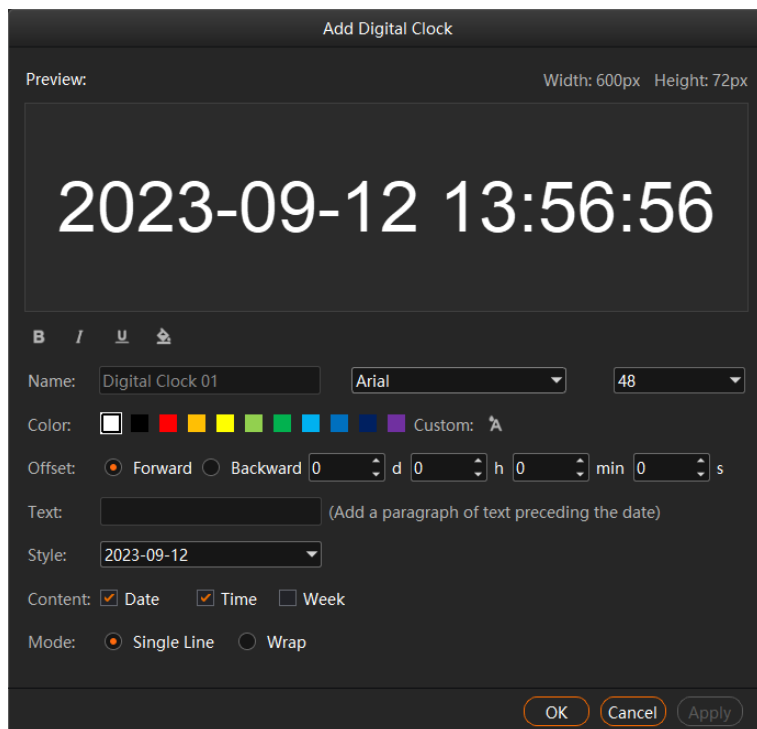 Add Digital Clock
Preview: Width: 600px Height: 72px
2023-09-12 13:56:56
B I U
Name: Digital Clock 01 Arial 48
Color: Custom: A
Offset: Forward Backward 0 d 0 h 0 min 0 s
Text: (Add a paragraph of text preceding the date)
Style: 2023-09-12
Content: Date Time Week
Mode: Single Line Wrap
OK Cancel Apply